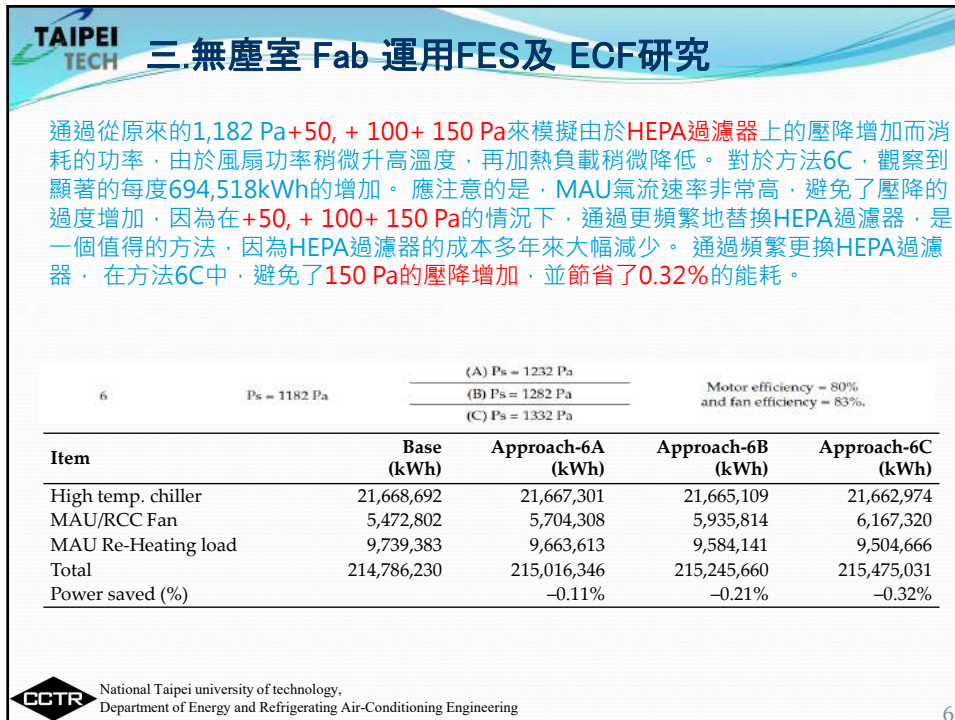 TAIPEI
TECH
三.無塵室 Fab 運用FES及 ECF研究
通過從原來的1,182 Pa+50, + 100+ 150 Pa來模擬由於HEPA過濾器上的壓降增加而消
耗的功率，由於風扇功率稍微升高溫度，再加熱負載稍微降低。 對於方法6C，觀察到
顯著的每度694,518kWh的增加。 應注意的是，MAU氣流速率非常高，避免了壓降的
過度增加，因為在+50, + 100+ 150 Pa的情況下，通過更頻繁地替換HEPA過濾器，是
一個值得的方法，因為HEPA過濾器的成本多年來大幅減少。 通過頻繁更換HEPA過濾
器， 在方法6C中，避免了150 Pa的壓降增加，並節省了0.32%的能耗。
(A) Ps = 1232 Pa
6 Ps = 1182 Pa (B) Ps = 1282 Pa Motor efficiency = 80%
and fan efficiency = 83%.
(C) Ps = 1332 Pa
Item Base (kWh) Approach-6A (kWh) Approach-6B (kWh) Approach-6C (kWh)
High temp. chiller 21,668,692 21,667,301 21,665,109 21,662,974
MAU/RCC Fan 5,472,802 5,704,308 5,935,814 6,167,320
MAU Re-Heating load 9,739,383 9,663,613 9,584,141 9,504,666
Total 214,786,230 215,016,346 215,245,660 215,475,031
Power saved (%) −0.11% −0.21% −0.32%
CCTR
National Taipei university of technology,
Department of Energy and Refrigerating Air-Conditioning Engineering
6